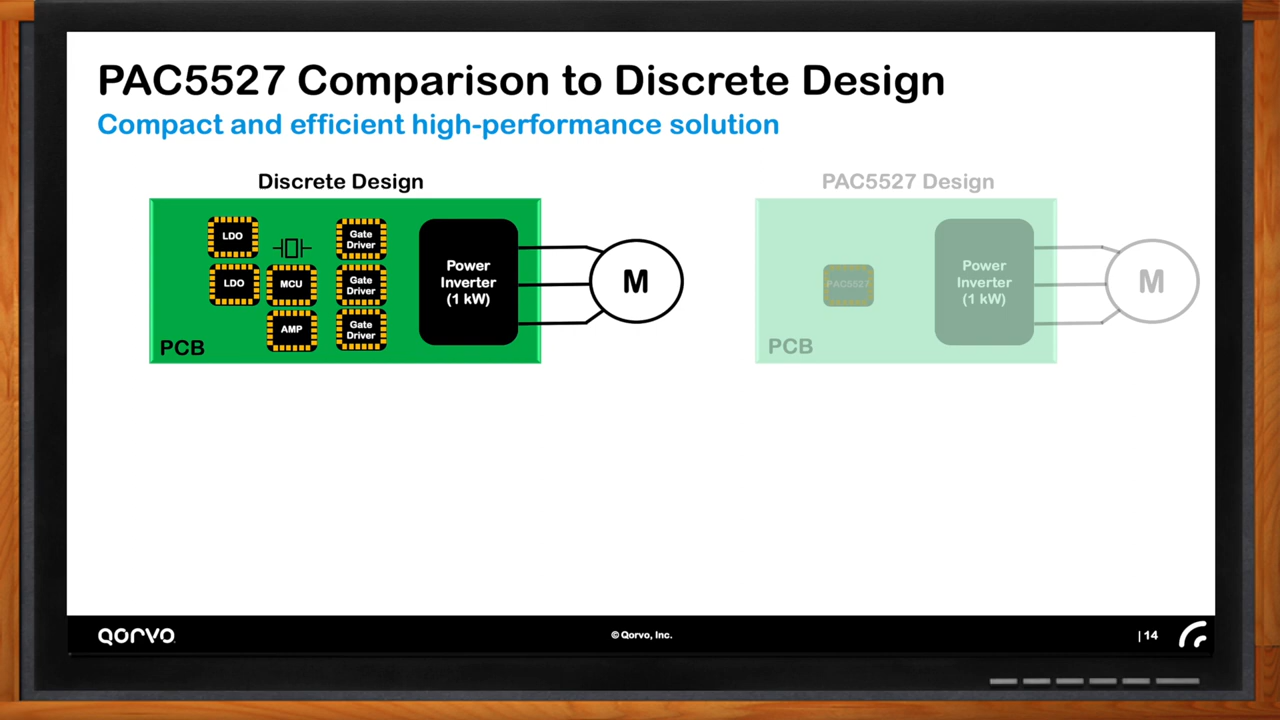 PAC5527 Comparison to Discrete Design
Compact and efficient high-performance solution
Discrete Design
LDO
LDO
MCU
AMP
Gate
Driver
Gate
Driver
Gate
Driver
Power
Inverter
(1 kW)
M
PCB
PAC5527 Design
PAC5527
Power
Inverter
(1 kW)
M
PCB
QORVO
© Qorvo, Inc.
| 14